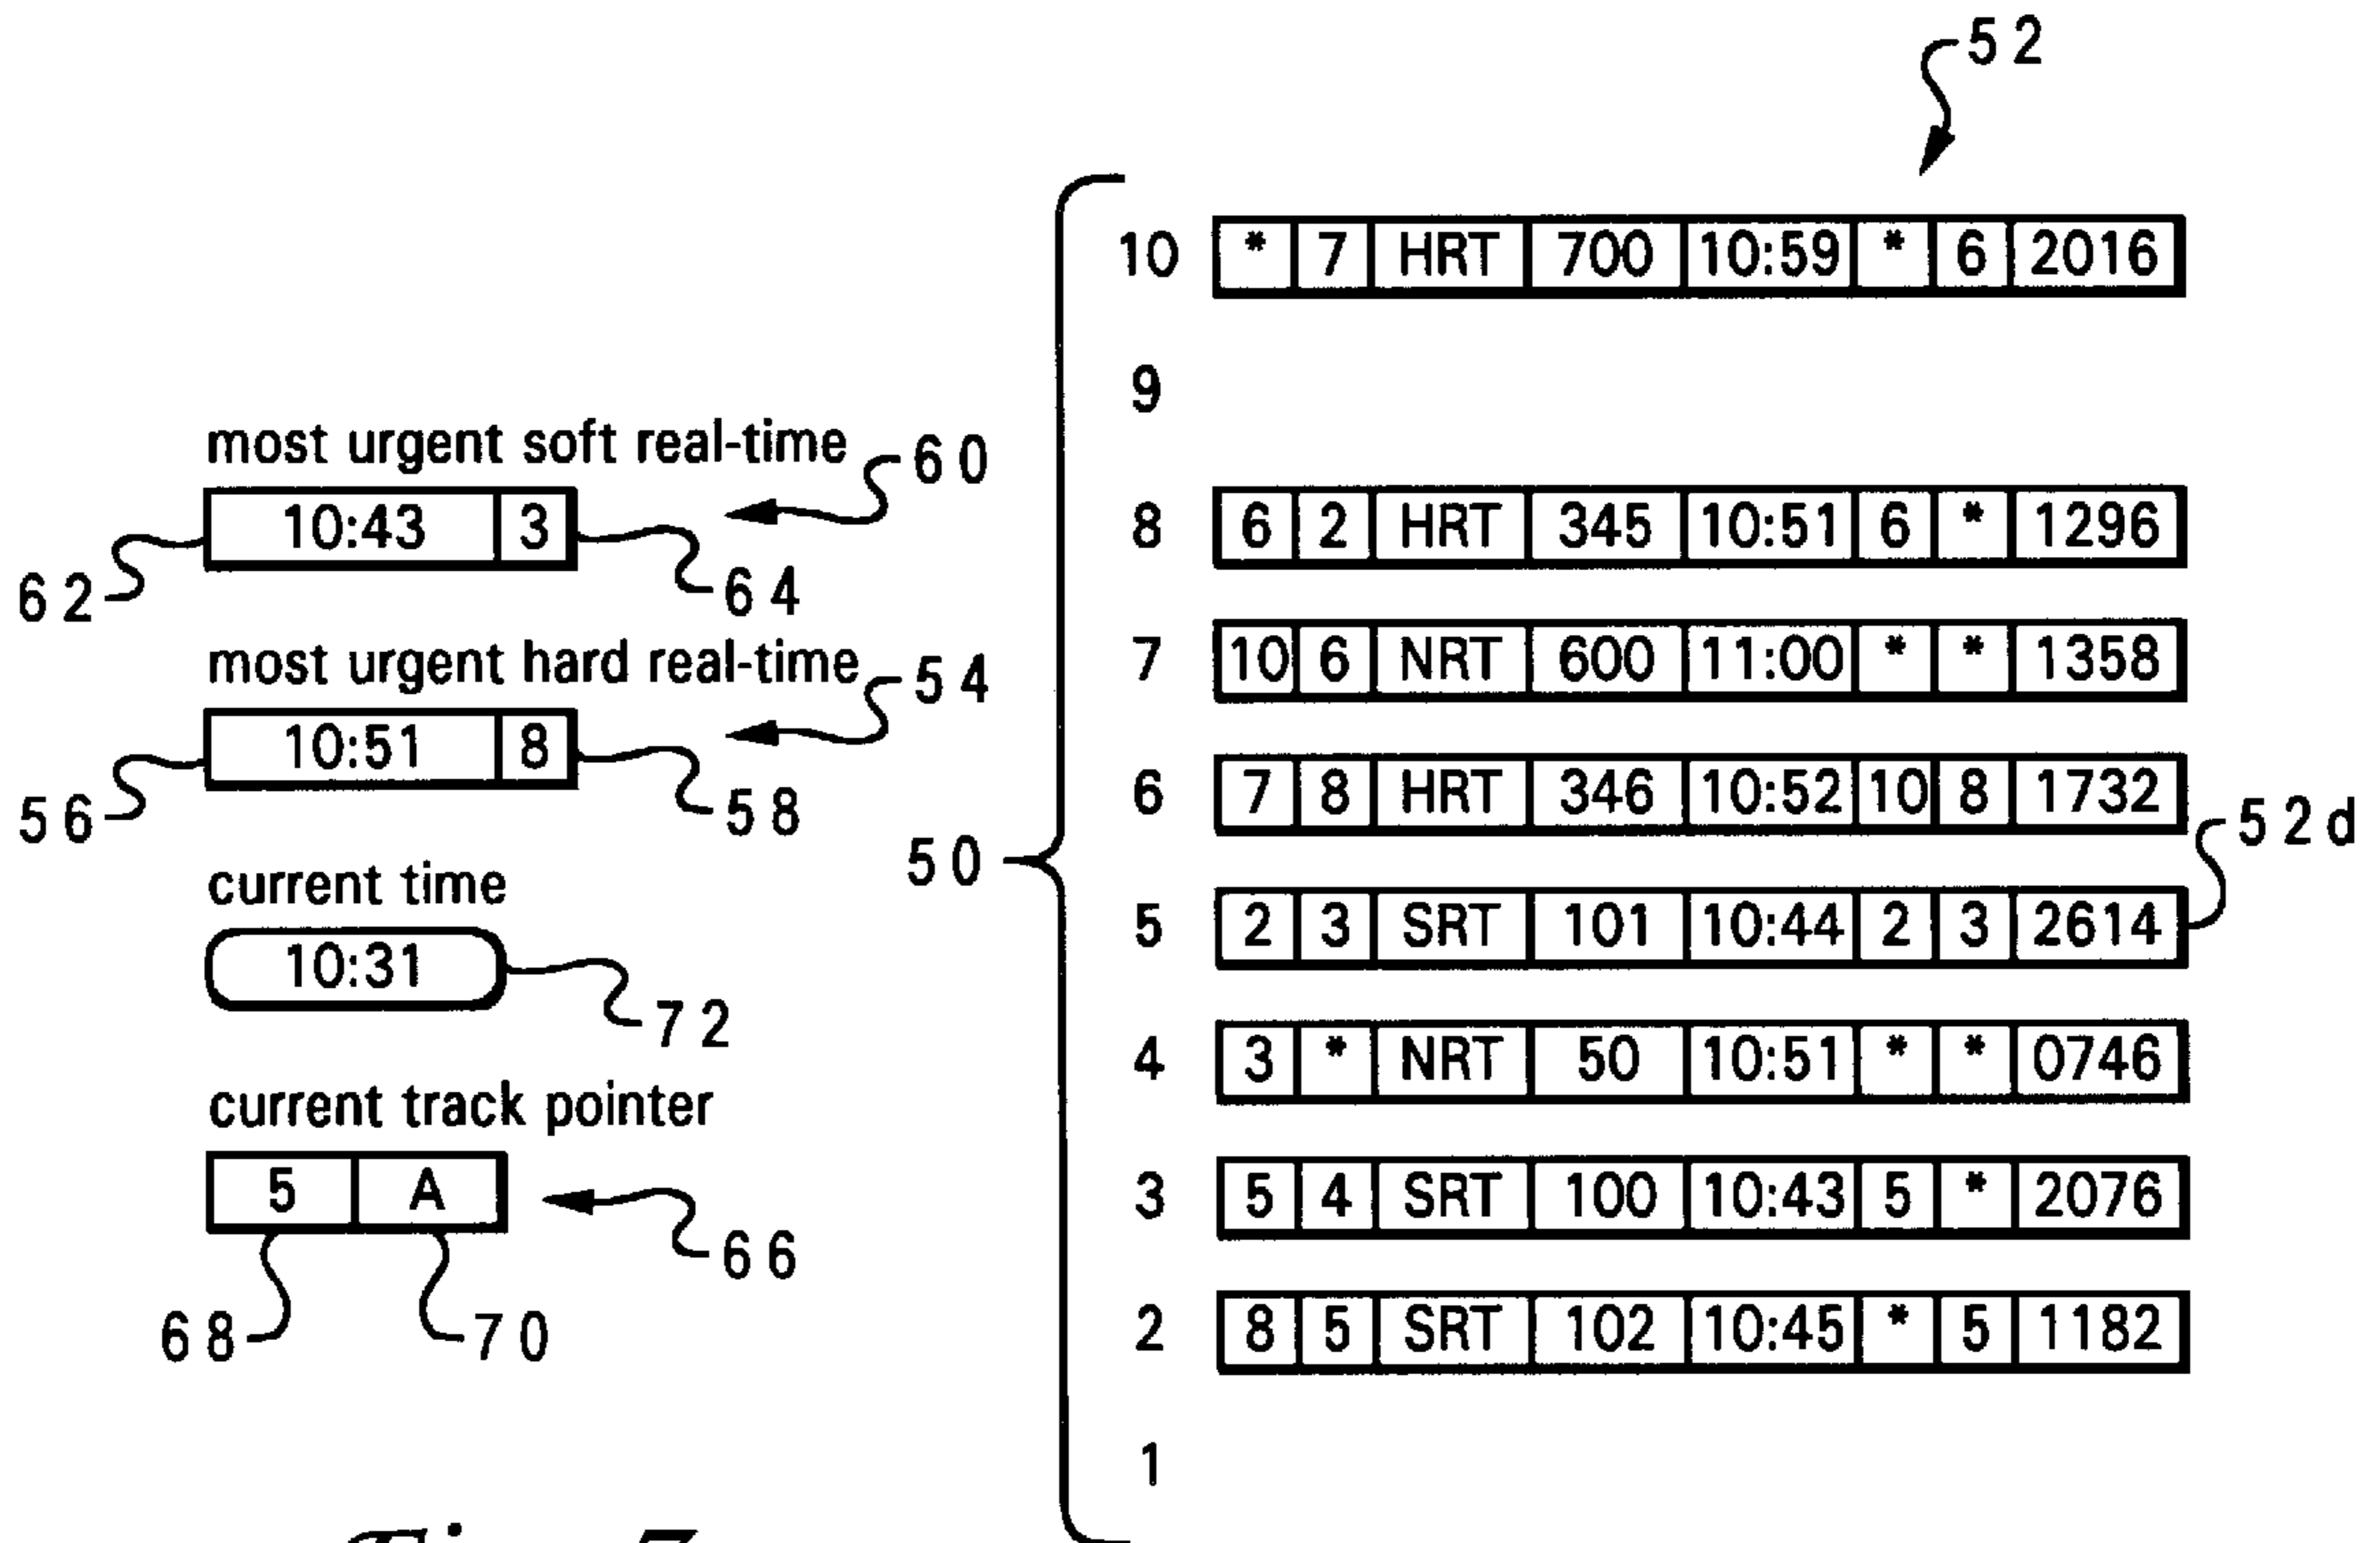 52
10 * 7 HRT 700 10:59 * 6 2016
9
most urgent soft real-time 60
10:43 3
62 64
8 6 2 HRT 345 10:51 6 * 1296
most urgent hard real-time 54
10:51 8
56 58
7 10 6 NRT 600 11:00 * * 1358
6 7 8 HRT 346 10:52 10 8 1732
52d
50
current time
10:31
72
5 2 3 SRT 101 10:44 2 3 2614
4 3 * NRT 50 10:51 * * 0746
current track pointer
5 A
66
68 70
3 5 4 SRT 100 10:43 5 * 2076
2 8 5 SRT 102 10:45 * 5 1182
1